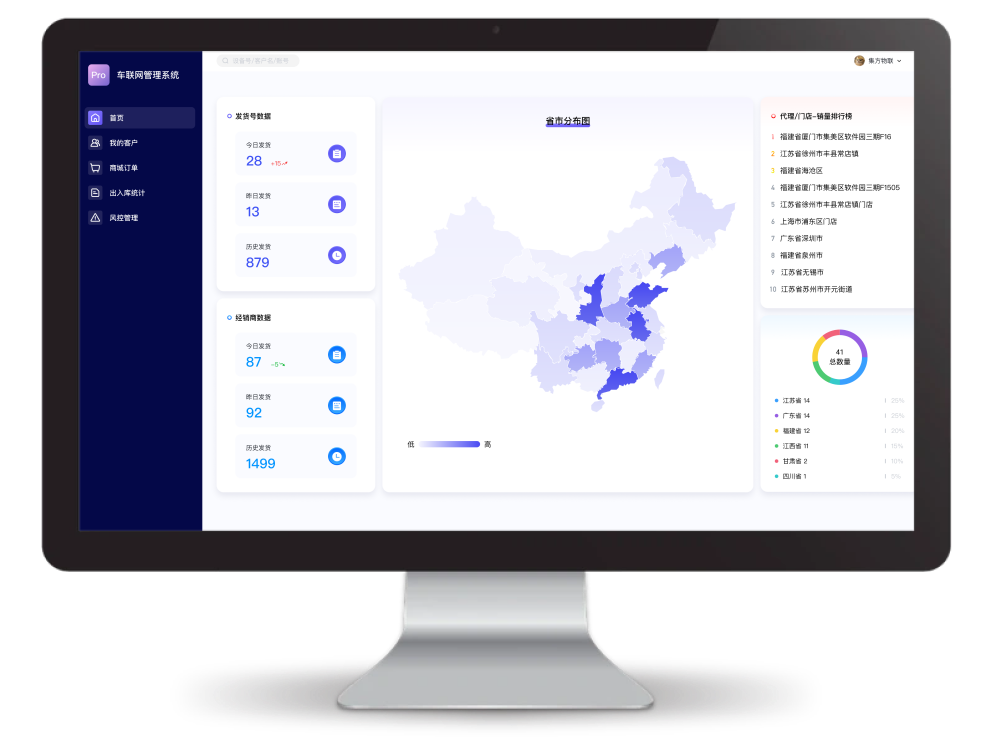 Pro 车联网管理系统
首页
我的客户
商城订单
出入库统计
风控管理
集方物联
发货号数据
今日发货
28 +15
昨日发货
13
历史发货
879
经销商数据
今日发货
87 -5
昨日发货
92
历史发货
1499
省市分布图
低 高
代理/门店-销量排行榜
1 福建省厦门市集美区软件园三期F16
2 江苏省徐州市丰县常店镇
3 福建省海沧区
4 福建省厦门市集美区软件园三期F1505
5 江苏省徐州市丰县常店镇门店
6 上海市浦东区门店
7 广东省深圳市
8 福建省泉州市
9 江苏省无锡市
10 江苏省苏州市开元街道
41
总数量
江苏省 14 25%
广东省 14 25%
福建省 12 20%
江西省 11 15%
甘肃省 2 10%
四川省 1 5%